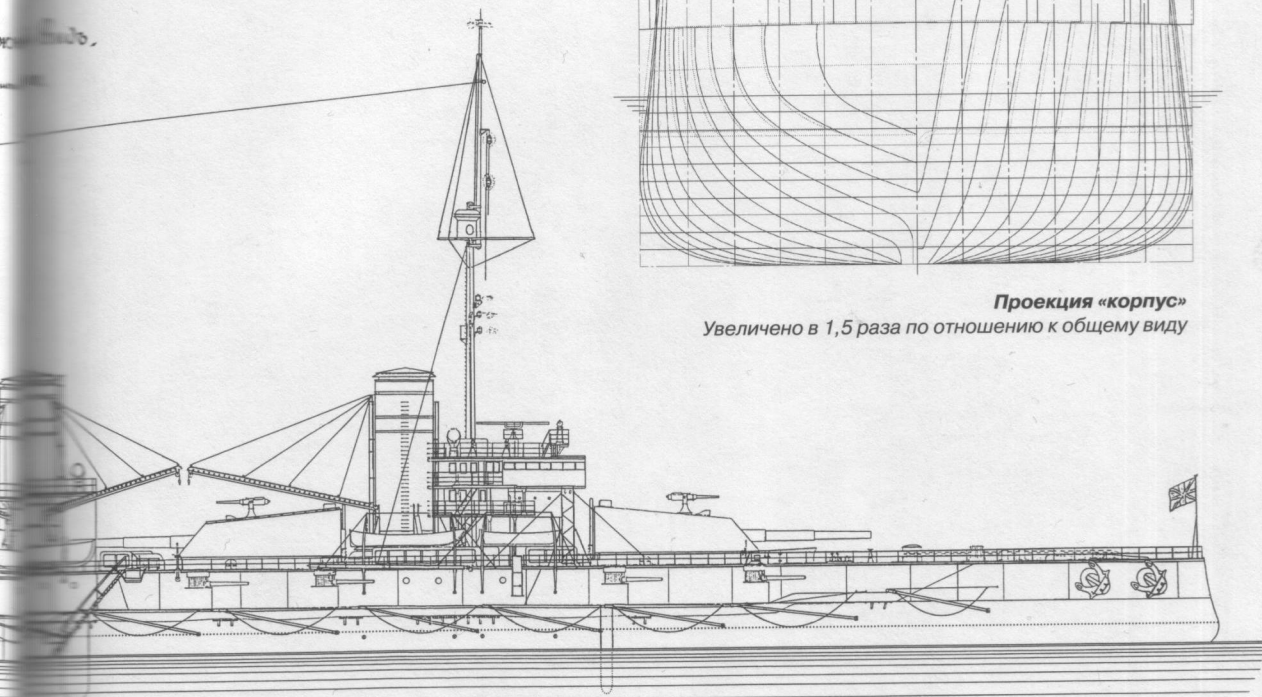 Проекция «корпус»
Увеличено в 1,5 раза по отношению к общему виду